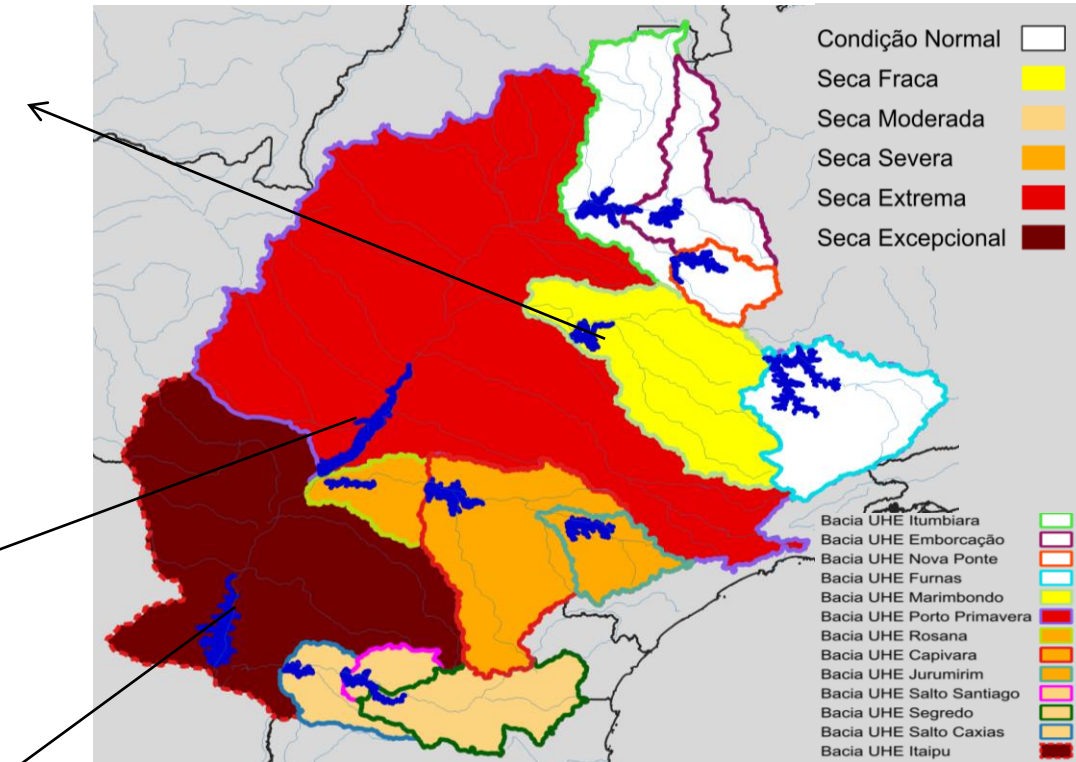 Condição Normal
Seca Fraca
Seca Moderada
Seca Severa
Seca Extrema
Seca Excepcional
Bacia UHE Itumbiara
Bacia UHE Emborcação
Bacia UHE Nova Ponte
Bacia UHE Furnas
Bacia UHE Marimbondo
Bacia UHE Porto Primavera
Bacia UHE Rosana
Bacia UHE Capivara
Bacia UHE Jurumirim
Bacia UHE Salto Santiago
Bacia UHE Segredo
Bacia UHE Salto Caxias
Bacia UHE Itaipu